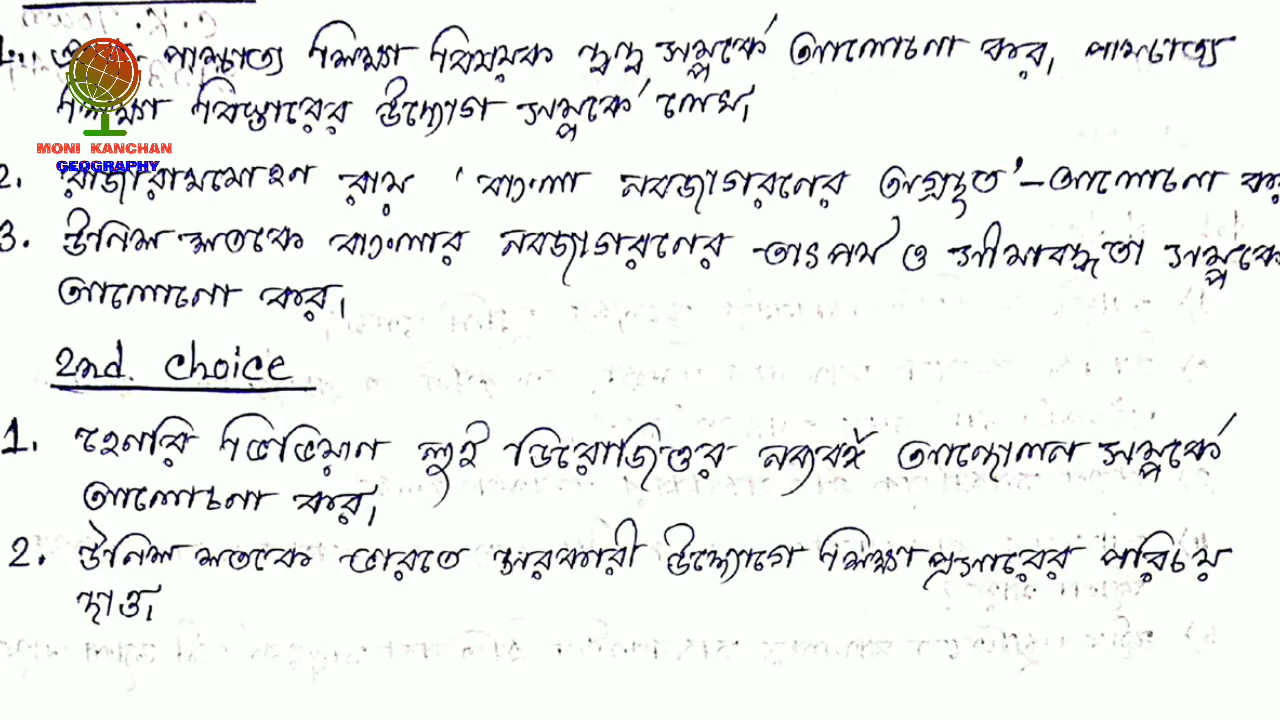 1. পাশ্চাত্য শিক্ষা বিষয়ক দ্বন্দ্ব সম্পর্কে আলোচনা কর। পাশ্চাত্য
শিক্ষা বিস্তারের উদ্যোগ সম্পর্কে লেখ।
MONI KANCHAN
GEOGRAPHY
2. রাজা রামমোহণ রায় 'বাংলা নবজাগরণের অগ্রদূত' - আলোচনা কর
3. উনিশ শতকে বাংলার নবজাগরণের তাৎপর্য ও সীমাবদ্ধতা সম্পর্কে
আলোনো কর।
2nd. choice
1. হেনরি ভিভিয়ান লুই ডিরোজিওর নব্যবঙ্গ আন্দোলন সম্পর্কে
আলোচনা কর।
2. উনিশ শতকে ভারতে সরকারী উদ্যোগে শিক্ষা প্রসারের পরিচয়
দাও।